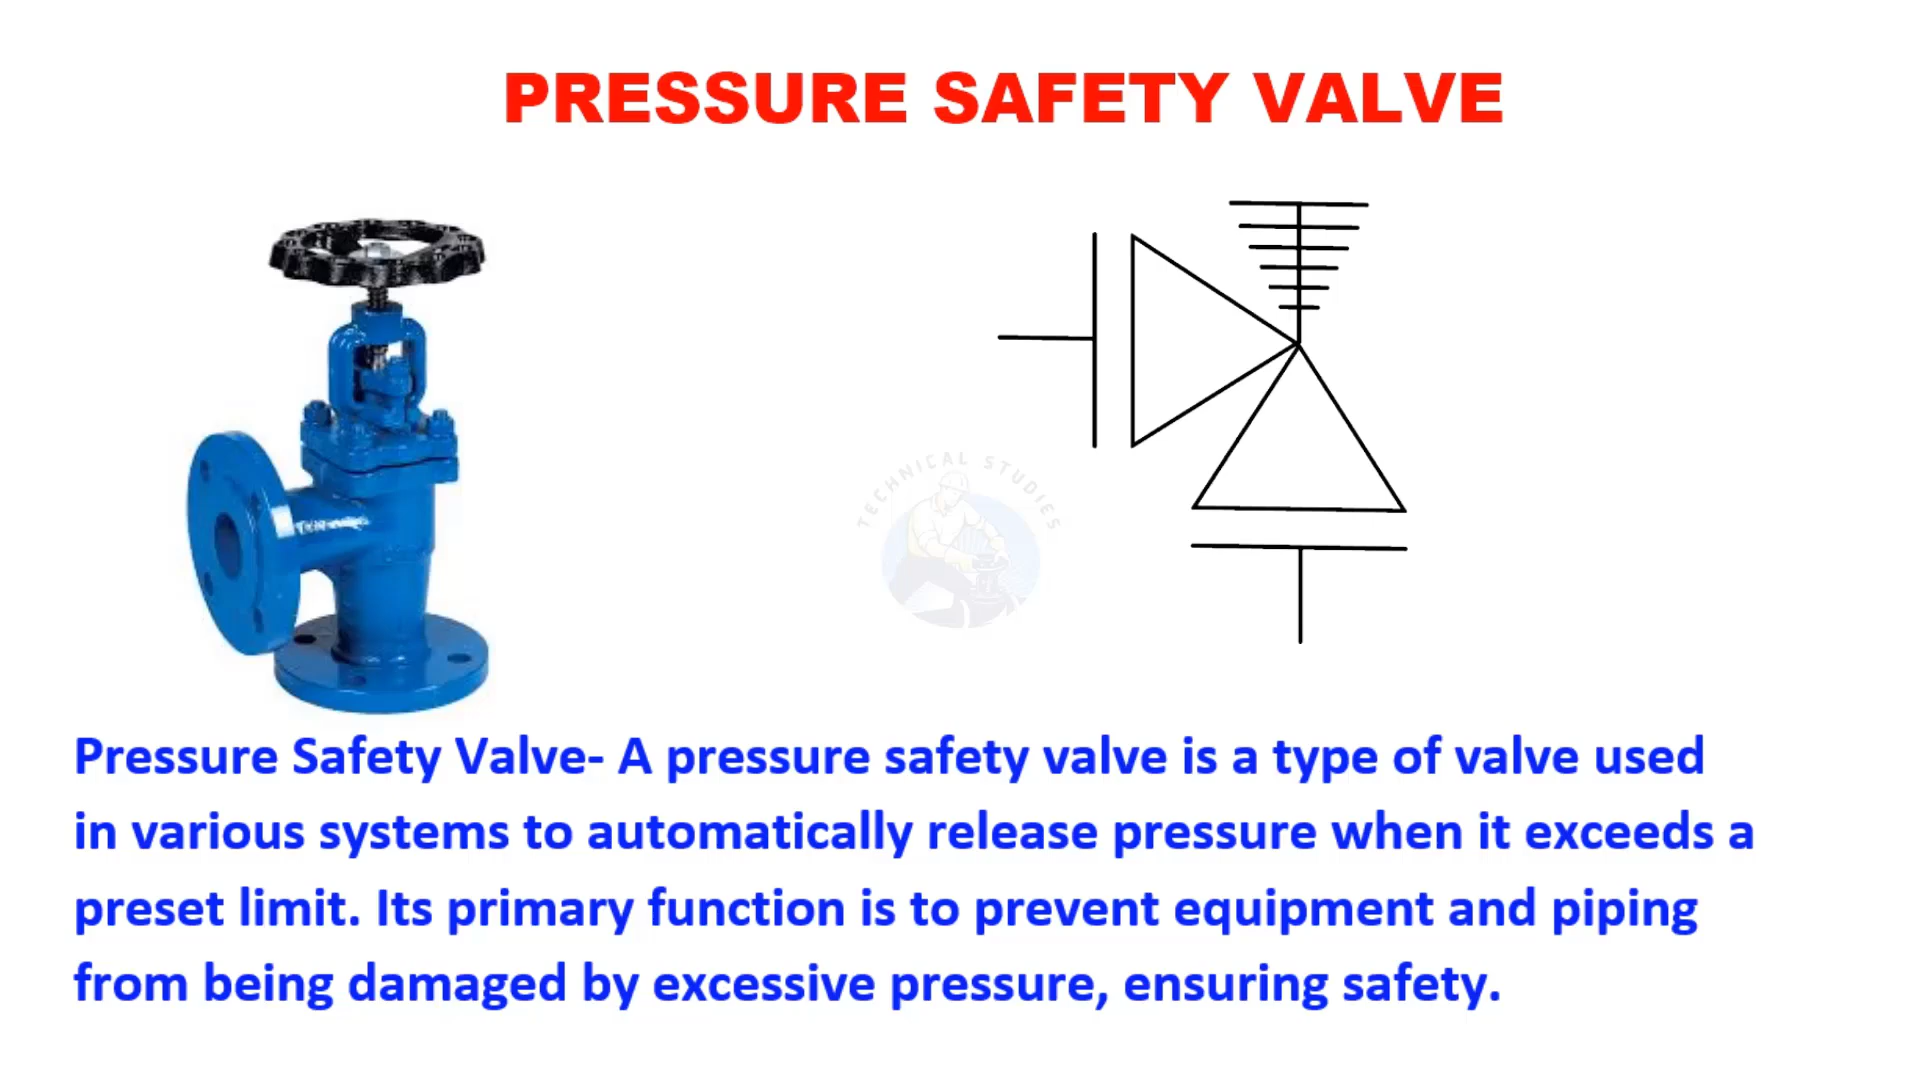 PRESSURE SAFETY VALVE
TECHNICAL STUDIES
Pressure Safety Valve- A pressure safety valve is a type of valve used
in various systems to automatically release pressure when it exceeds a
preset limit. Its primary function is to prevent equipment and piping
from being damaged by excessive pressure, ensuring safety.